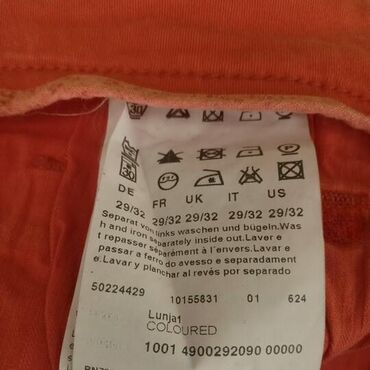 30
DE FR UK IT US
29/32 29/32 29/32 29/32 29/32
Separat von links waschen und bügeln. Wa
h and iron separately inside out. Laver e
t repasser séparément à l'envers. Lavar e
passar a ferro do avesso e separadament
e. Lavar y planchar al revés por separado
50224429 10155831 01 624
COLOURED
1001 4900292090 00000